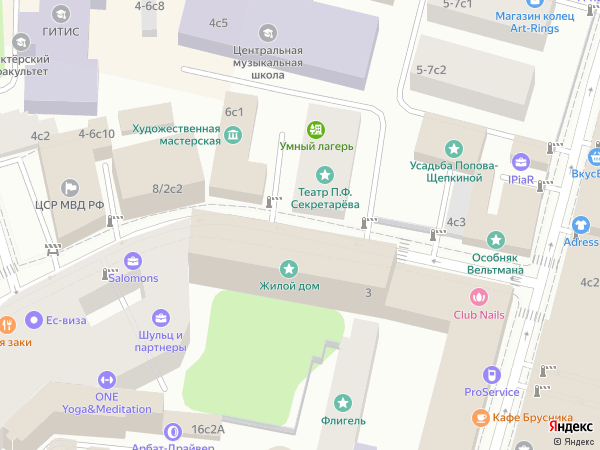 4-6с8
ГИТИС
4с5
5-7с1
Магазин колец
Art-Rings
Центральная
музыкальная
школа
5-7с2
6с1
4с2
4-6с10
Художественная
мастерская
Умный лагерь
Усадьба Попова-
Щепкиной
IPiaR
ЦСР МВД РФ
8/2с2
Театр П.Ф.
Секретарёва
4с3
Особняк
Вельтмана
Adress
4с2
Salomons
Жилой дом
3
Club Nails
Ес-виза
Шульц и
партнеры
ProService
ONE
Yoga&Meditation
Флигель
Кафе Брусника
16с2А
Арбат-Драйвер
© Яндекс